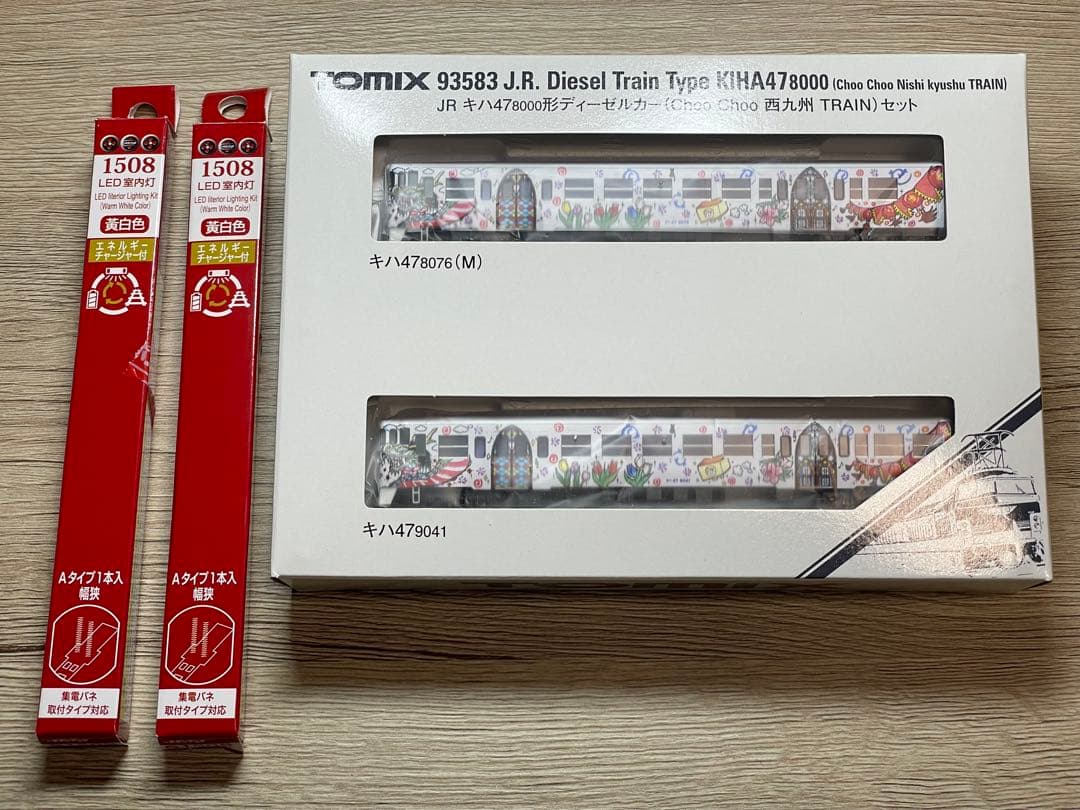 1508
LED 室内灯
LED Iiterior Lighting Kit
(Warm White Color)
黃白色
エネルギー
チャージャー付
Aタイプ1本入
幅狭
集電バネ
取付タイプ対応
1508
LED 室内灯
LED Iiterior Lighting Kit
(Warm White Color)
黃白色
エネルギー
チャージャー付
Aタイプ1本入
幅狭
集電バネ
取付タイプ対応
TOMIX 93583 J.R. Diesel Train Type KIHA478000 (Choo Choo Nishi kyushu TRAIN)
JR キハ478000形ディーゼルカー(Choo Choo 西九州 TRAIN)セット
キハ478076(M)
キハ479041